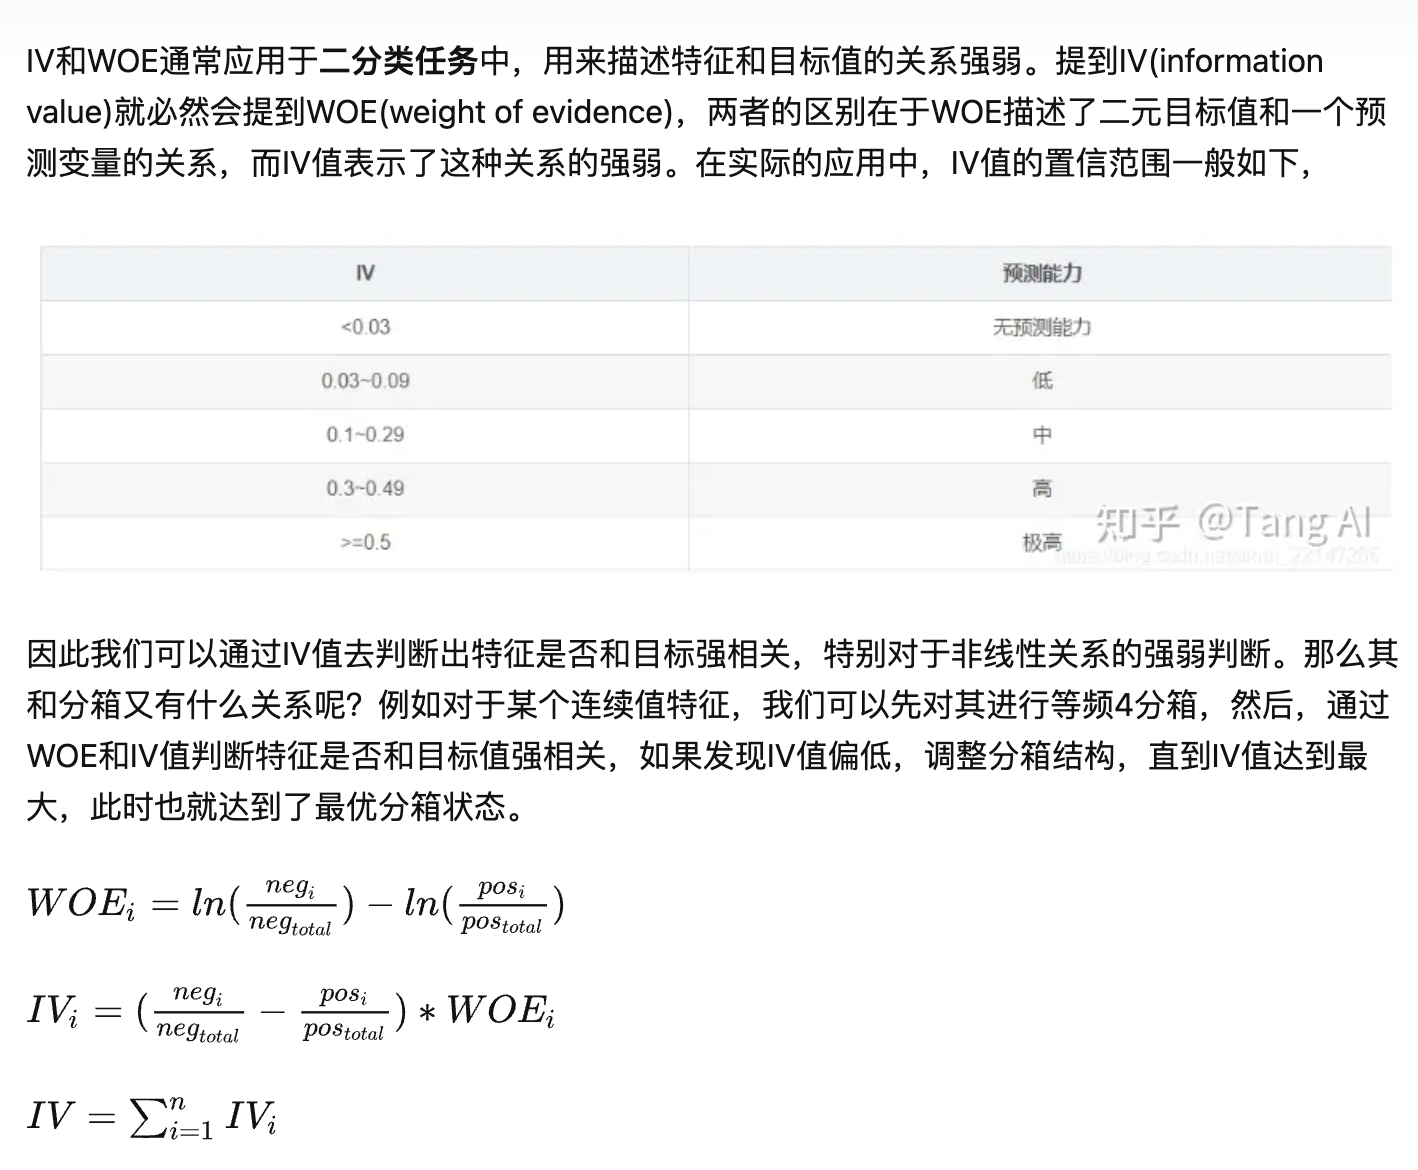 IV和WOE通常应用于二分类任务中，用来描述特征和目标值的关系强弱。提到IV(information
value)就必然会提到WOE(weight of evidence)，两者的区别在于WOE描述了二元目标值和一个预
测变量的关系，而IV值表示了这种关系的强弱。在实际的应用中，IV值的置信范围一般如下，
IV 预测能力
<0.03 无预测能力
0.03~0.09 低
0.1~0.29 中
0.3~0.49 高
>=0.5 极高
知乎 @Tang AI
因此我们可以通过IV值去判断出特征是否和目标强相关，特别对于非线性关系的强弱判断。那么其
和分箱又有什么关系呢？例如对于某个连续值特征，我们可以先对其进行等频4分箱，然后，通过
WOE和IV值判断特征是否和目标值强相关，如果发现IV值偏低，调整分箱结构，直到IV值达到最
大，此时也就达到了最优分箱状态。
WOE_i = ln(neg_i/neg_total) − ln(pos_i/pos_total)
IV_i = (neg_i/neg_total − pos_i/pos_total) * WOE_i
IV = ∑_{i=1}^{n} IV_i